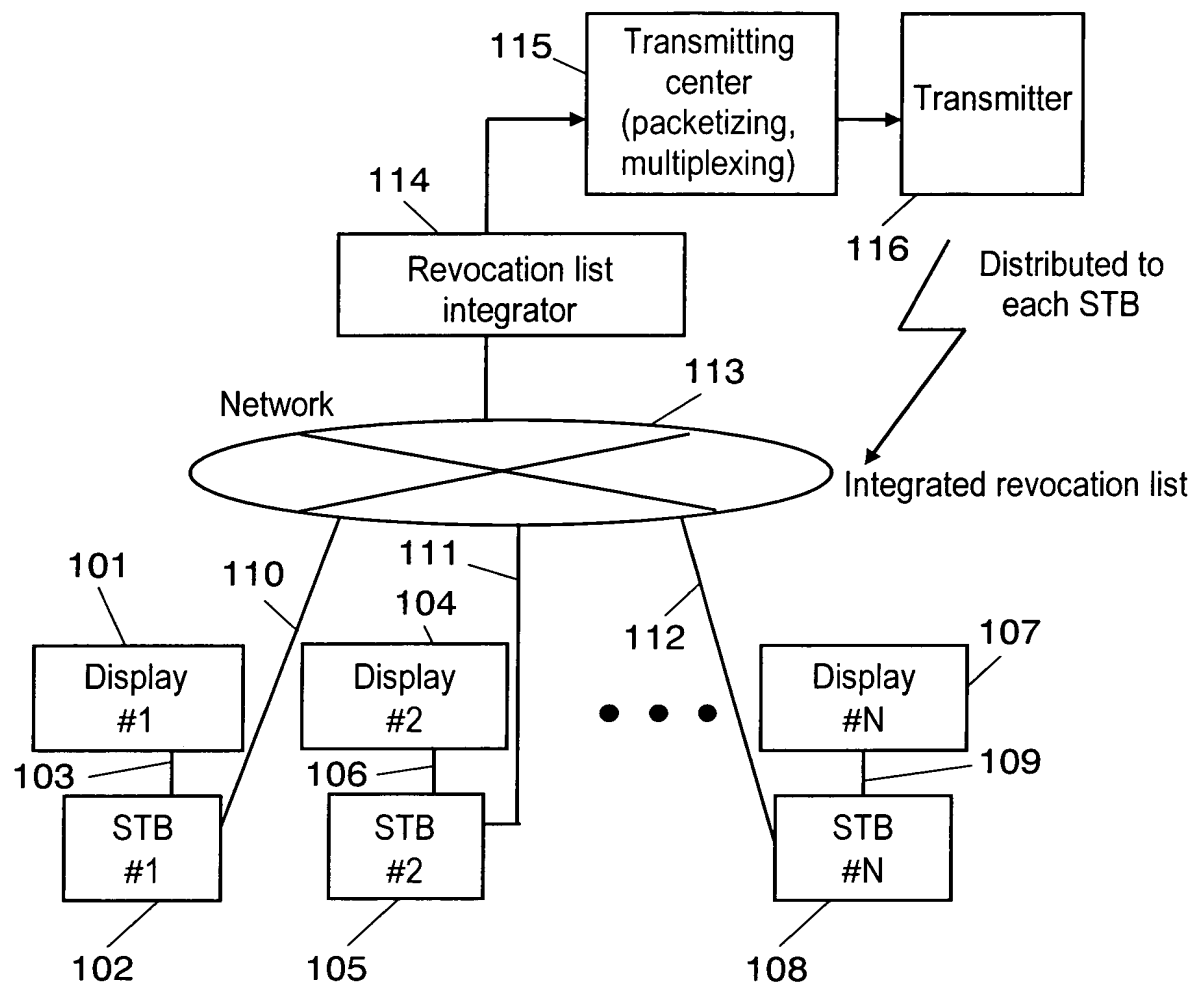 115
Transmitting
center
(packetizing,
multiplexing)
Transmitter
114
116
Revocation list
integrator
Distributed to
each STB
Network
113
Integrated revocation list
101
110
111
104
112
107
Display
#1
Display
#2
Display
#N
103
106
109
STB
#1
STB
#2
STB
#N
102
105
108